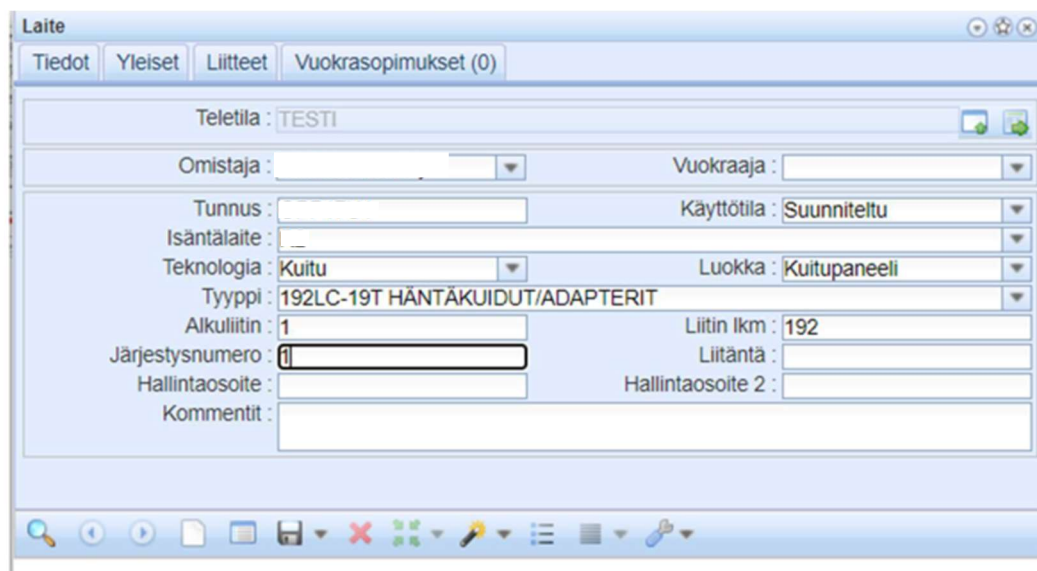 Laite
Tiedot Yleiset Liitteet Vuokrasopimukset (0)
Teletila : TESTI
Omistaja : Vuokraaja :
Tunnus : Käyttötila : Suunniteltu
Isäntälaite :
Teknologia : Kuitu Luokka : Kuitupaneeli
Tyyppi : 192LC-19T HÄNTÄKUIDUT/ADAPTERIT
Alkuliitin : 1 Liitin lkm : 192
Järjestysnumero : 1 Liitäntä :
Hallintaosoite : Hallintaosoite 2 :
Kommentit :